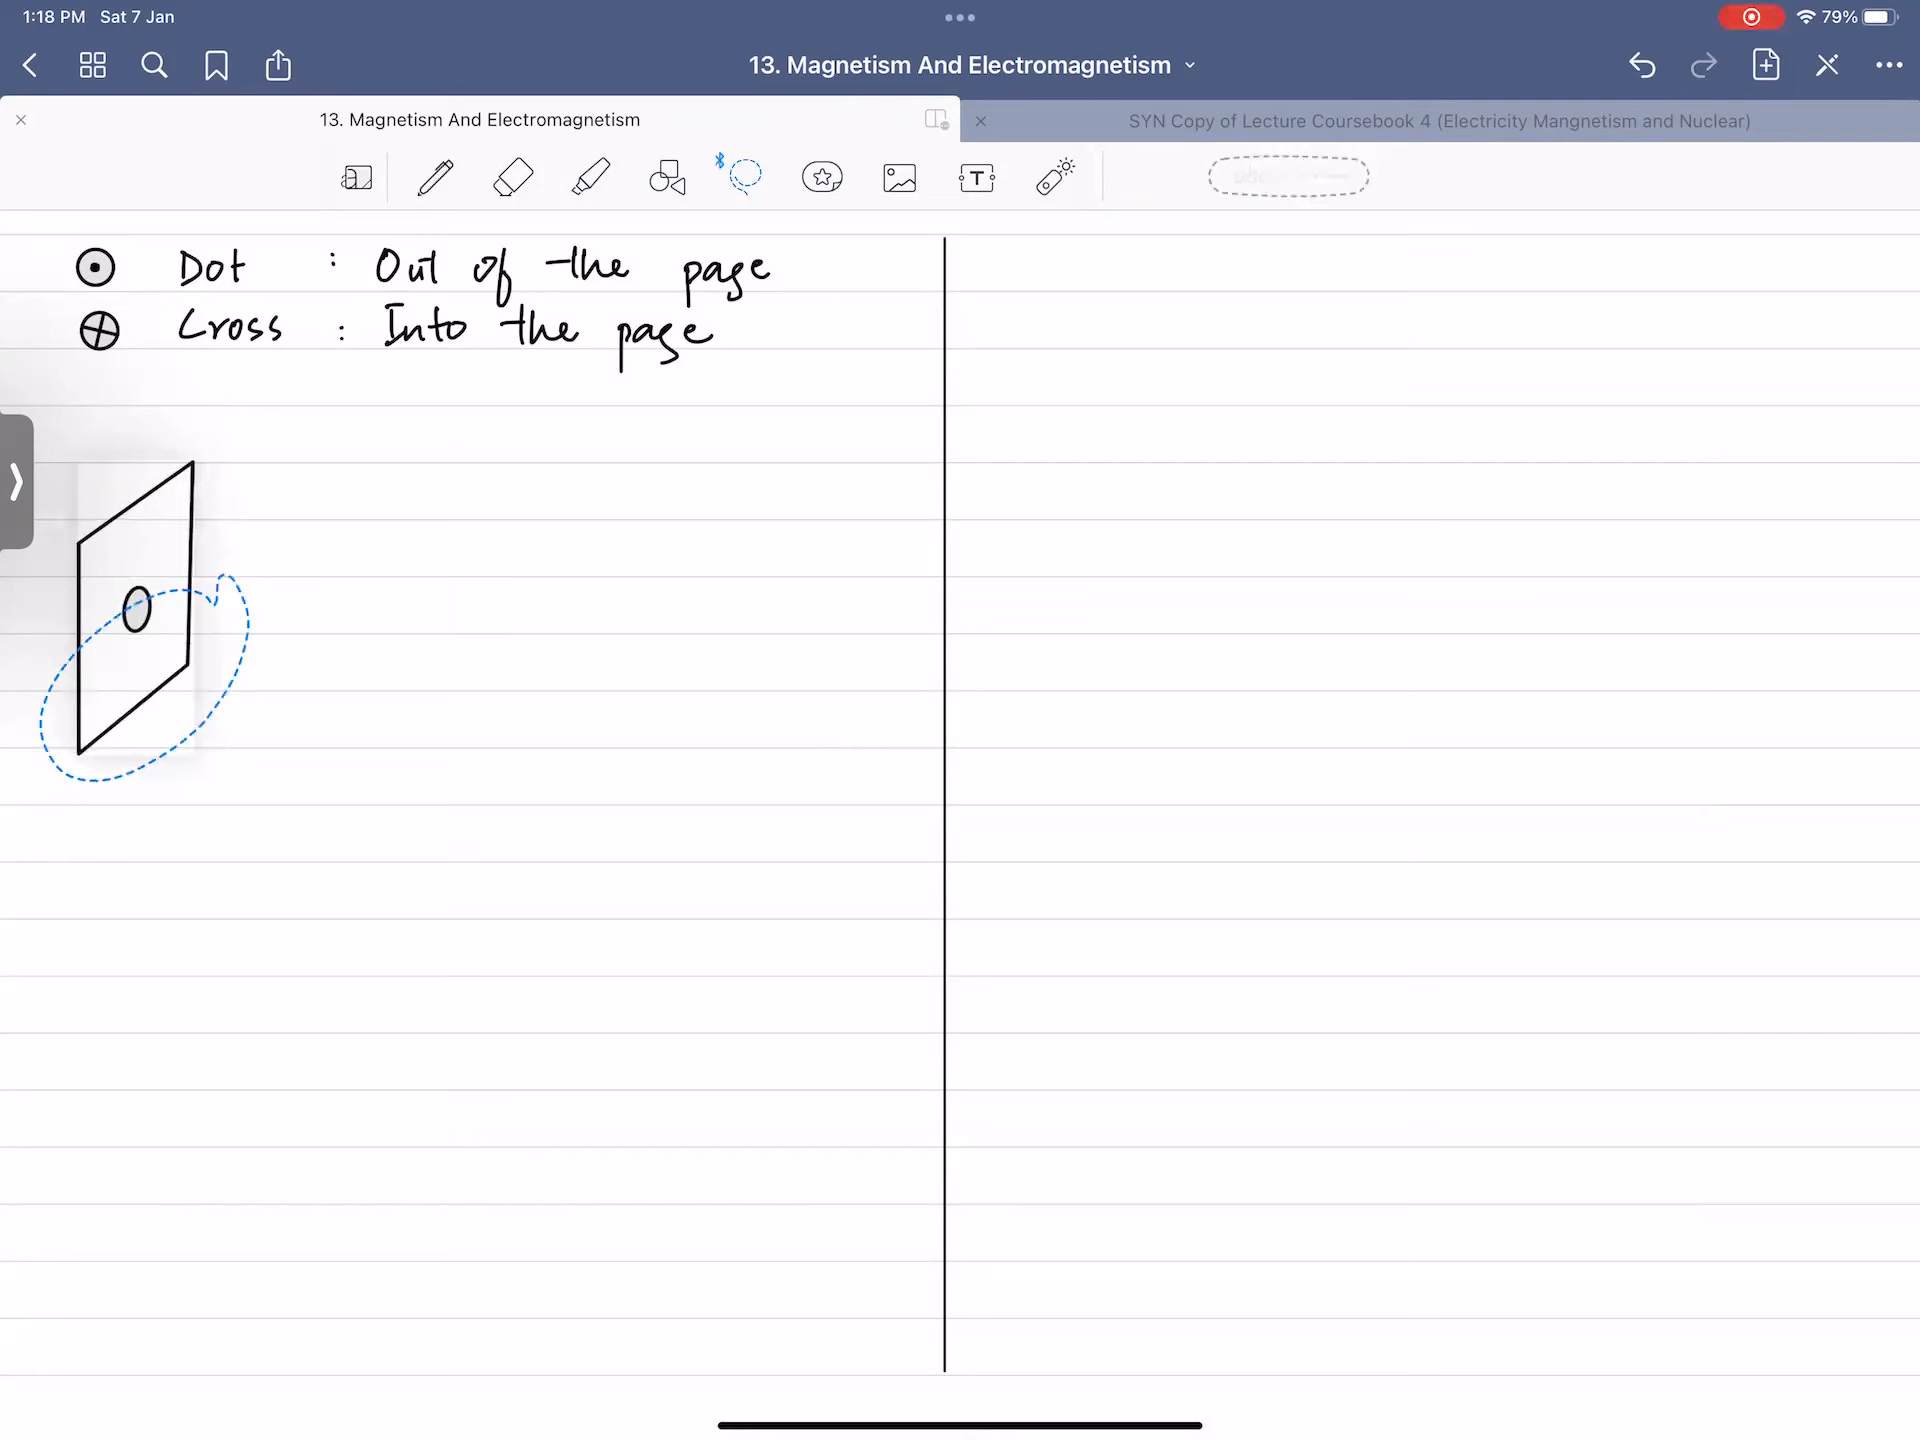 1:18 PM Sat 7 Jan
79%
13. Magnetism And Electromagnetism
13. Magnetism And Electromagnetism
SYN Copy of Lecture Coursebook 4 (Electricity Mangnetism and Nuclear)
Dot : Out of the page
Cross : Into the page